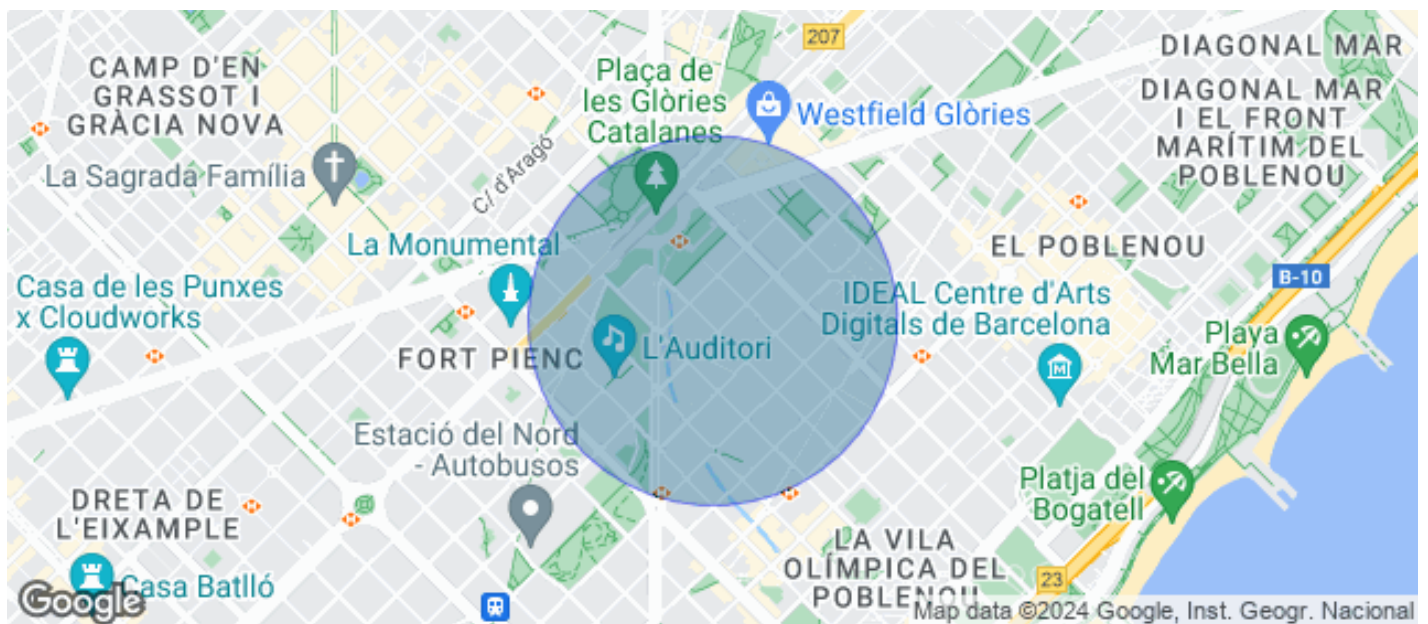 207
DIAGONAL MAR
CAMP D'EN
GRASSOT I
GRÀCIA NOVA
Plaça de
les Glòries
Catalanes
DIAGONAL MAR
I EL FRONT
MARÍTIM DEL
POBLENOU
Westfield Glòries
La Sagrada Família
C/ d'Aragó
La Monumental
EL POBLENOU
B-10
Casa de les Punxes
x Cloudworks
IDEAL Centre d'Arts
Digitals de Barcelona
Playa
Mar Bella
FORT PIENC
L'Auditori
Estació del Nord
- Autobusos
Platja del
Bogatell
DRETA DE
L'EIXAMPLE
LA VILA
OLÍMPICA DEL
POBLENOU
23
Casa Batlló
Google
Map data ©2024 Google, Inst. Geogr. Nacional